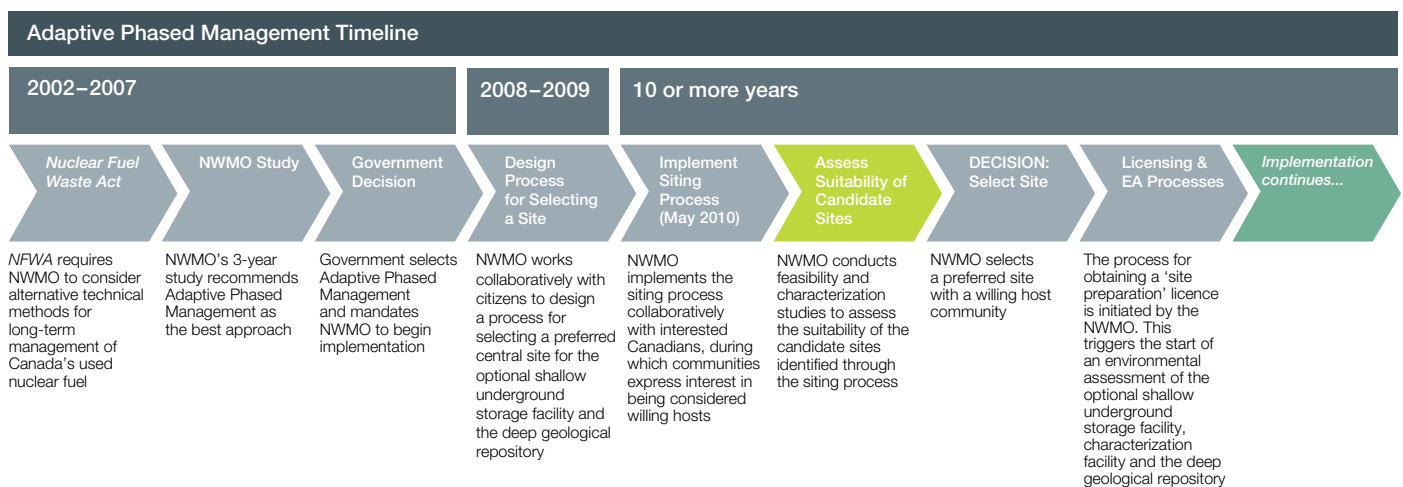 Adaptive Phased Management Timeline
2002–2007
2008–2009
10 or more years
Nuclear Fuel
Waste Act
NWMO Study
Government
Decision
Design
Process
for Selecting
a Site
Implement
Siting
Process
(May 2010)
Assess
Suitability of
Candidate
Sites
DECISION:
Select Site
Licensing &
EA Processes
Implementation
continues...
NFWA requires
NWMO to consider
alternative technical
methods for
long-term
management of
Canada's used
nuclear fuel
NWMO's 3-year
study recommends
Adaptive Phased
Management as
the best approach
Government selects
Adaptive Phased
Management
and mandates
NWMO to begin
implementation
NWMO works
collaboratively with
citizens to design
a process for
selecting a preferred
central site for the
optional shallow
underground
storage facility and
the deep geological
repository
NWMO
implements the
siting process
collaboratively
with interested
Canadians, during
which communities
express interest in
being considered
willing hosts
NWMO conducts
feasibility and
characterization
studies to assess
the suitability of the
candidate sites
identified through
the siting process
NWMO selects
a preferred site
with a willing host
community
The process for
obtaining a 'site
preparation' licence
is initiated by the
NWMO. This
triggers the start of
an environmental
assessment of the
optional shallow
underground
storage facility,
characterization
facility and the deep
geological repository